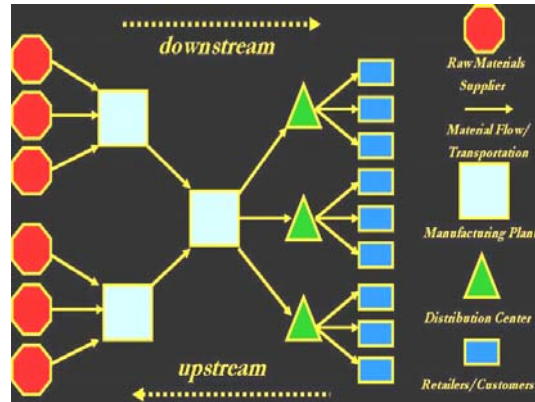 downstream
upstream
Raw Materials
Supplier
Material Flow/
Transportation
Manufacturing Plant
Distribution Center
Retailers/Customers